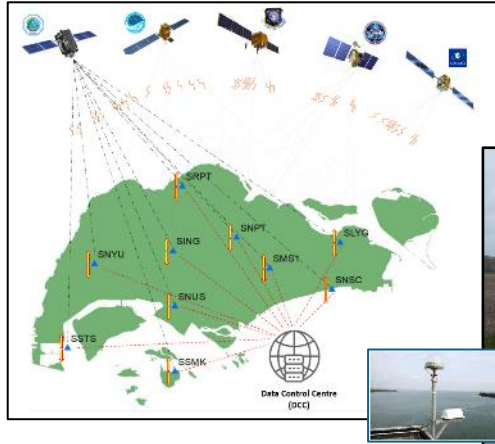 SRPT
SNPT
SLYG
SING
SMS1
SNYU
SNSC
SNUS
SSTS
SSMK
Data Control Centre
(DCC)